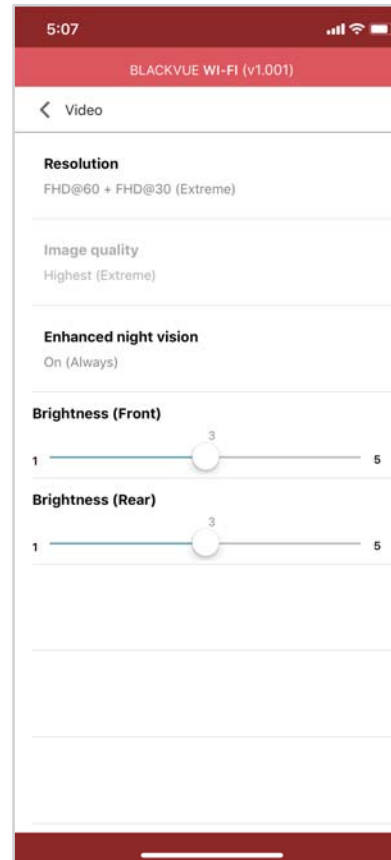 5:07
BLACKVUE WI-FI (v1.001)
Video
Resolution
FHD@60 + FHD@30 (Extreme)
Image quality
Highest (Extreme)
Enhanced night vision
On (Always)
Brightness (Front)
3
1 5
Brightness (Rear)
3
1 5